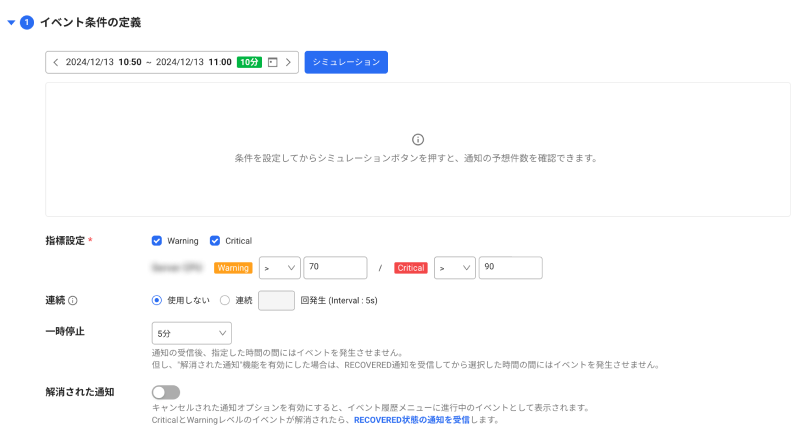 1 イベント条件の定義
2024/12/13 10:50 ~ 2024/12/13 11:00 10分 シミュレーション
条件を設定してからシミュレーションボタンを押すと、通知の予想件数を確認できます。
指標設定 * Warning Critical
Warning > 70 / Critical > 90
連続 使用しない 連続 回発生 (Interval : 5s)
一時停止 5分
通知の受信後、指定した時間の間にはイベントを発生させません。
但し、"解消された通知"機能を有効にした場合は、RECOVERED通知を受信してから選択した時間の間にはイベントを発生させません。
解消された通知
キャンセルされた通知オプションを有効にすると、イベント履歴メニューに進行中のイベントとして表示されます。
CriticalとWarningレベルのイベントが解消されたら、RECOVERED状態の通知を受信します。